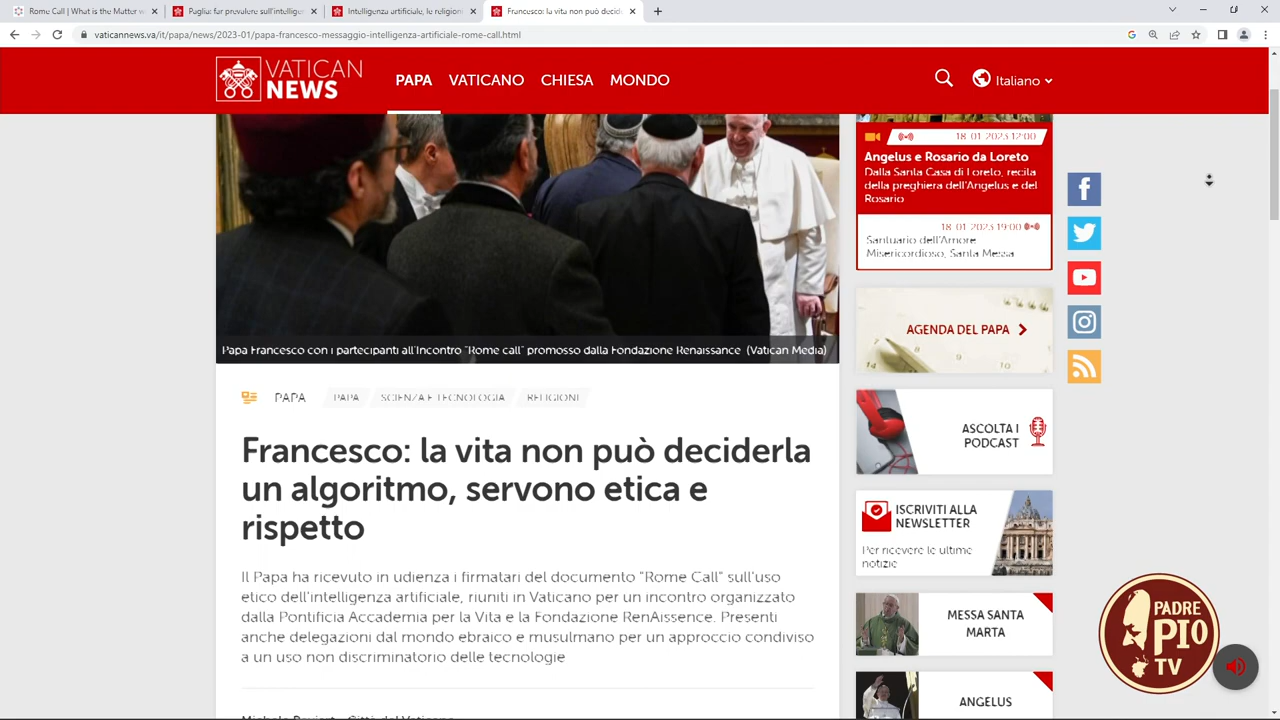 Rome Call | What is the Matter w
Paglia: far prevalere sull'intellig
Intelligenza artificiale, le religion
Francesco: la vita non può decid
vaticannews.va/it/papa/news/2023-01/papa-francesco-messaggio-intelligenza-artificiale-rome-call.html
VATICAN
NEWS
PAPA
VATICANO
CHIESA
MONDO
Italiano
Papa Francesco con i partecipanti all'Incontro "Rome call" promosso dalla Fondazione Renaissance (Vatican Media)
PAPA
PAPA
SCIENZA E TECNOLOGIA
RELIGIONI
Francesco: la vita non può deciderla
un algoritmo, servono etica e
rispetto
Il Papa ha ricevuto in udienza i firmatari del documento "Rome Call" sull'uso
etico dell'intelligenza artificiale, riuniti in Vaticano per un incontro organizzato
dalla Pontificia Accademia per la Vita e la Fondazione RenAissence. Presenti
anche delegazioni dal mondo ebraico e musulmano per un approccio condiviso
a un uso non discriminatorio delle tecnologie
18-01-2023 12:00
Angelus e Rosario da Loreto
Dalla Santa Casa di Loreto, recita
della preghiera dell'Angelus e del
Rosario
18-01-2023 19:00
Santuario dell'Amore
Misericordioso, Santa Messa
AGENDA DEL PAPA
ASCOLTA I
PODCAST
ISCRIVITI ALLA
NEWSLETTER
Per ricevere le ultime
notizie
MESSA SANTA
MARTA
ANGELUS
PADRE
PIO
TV